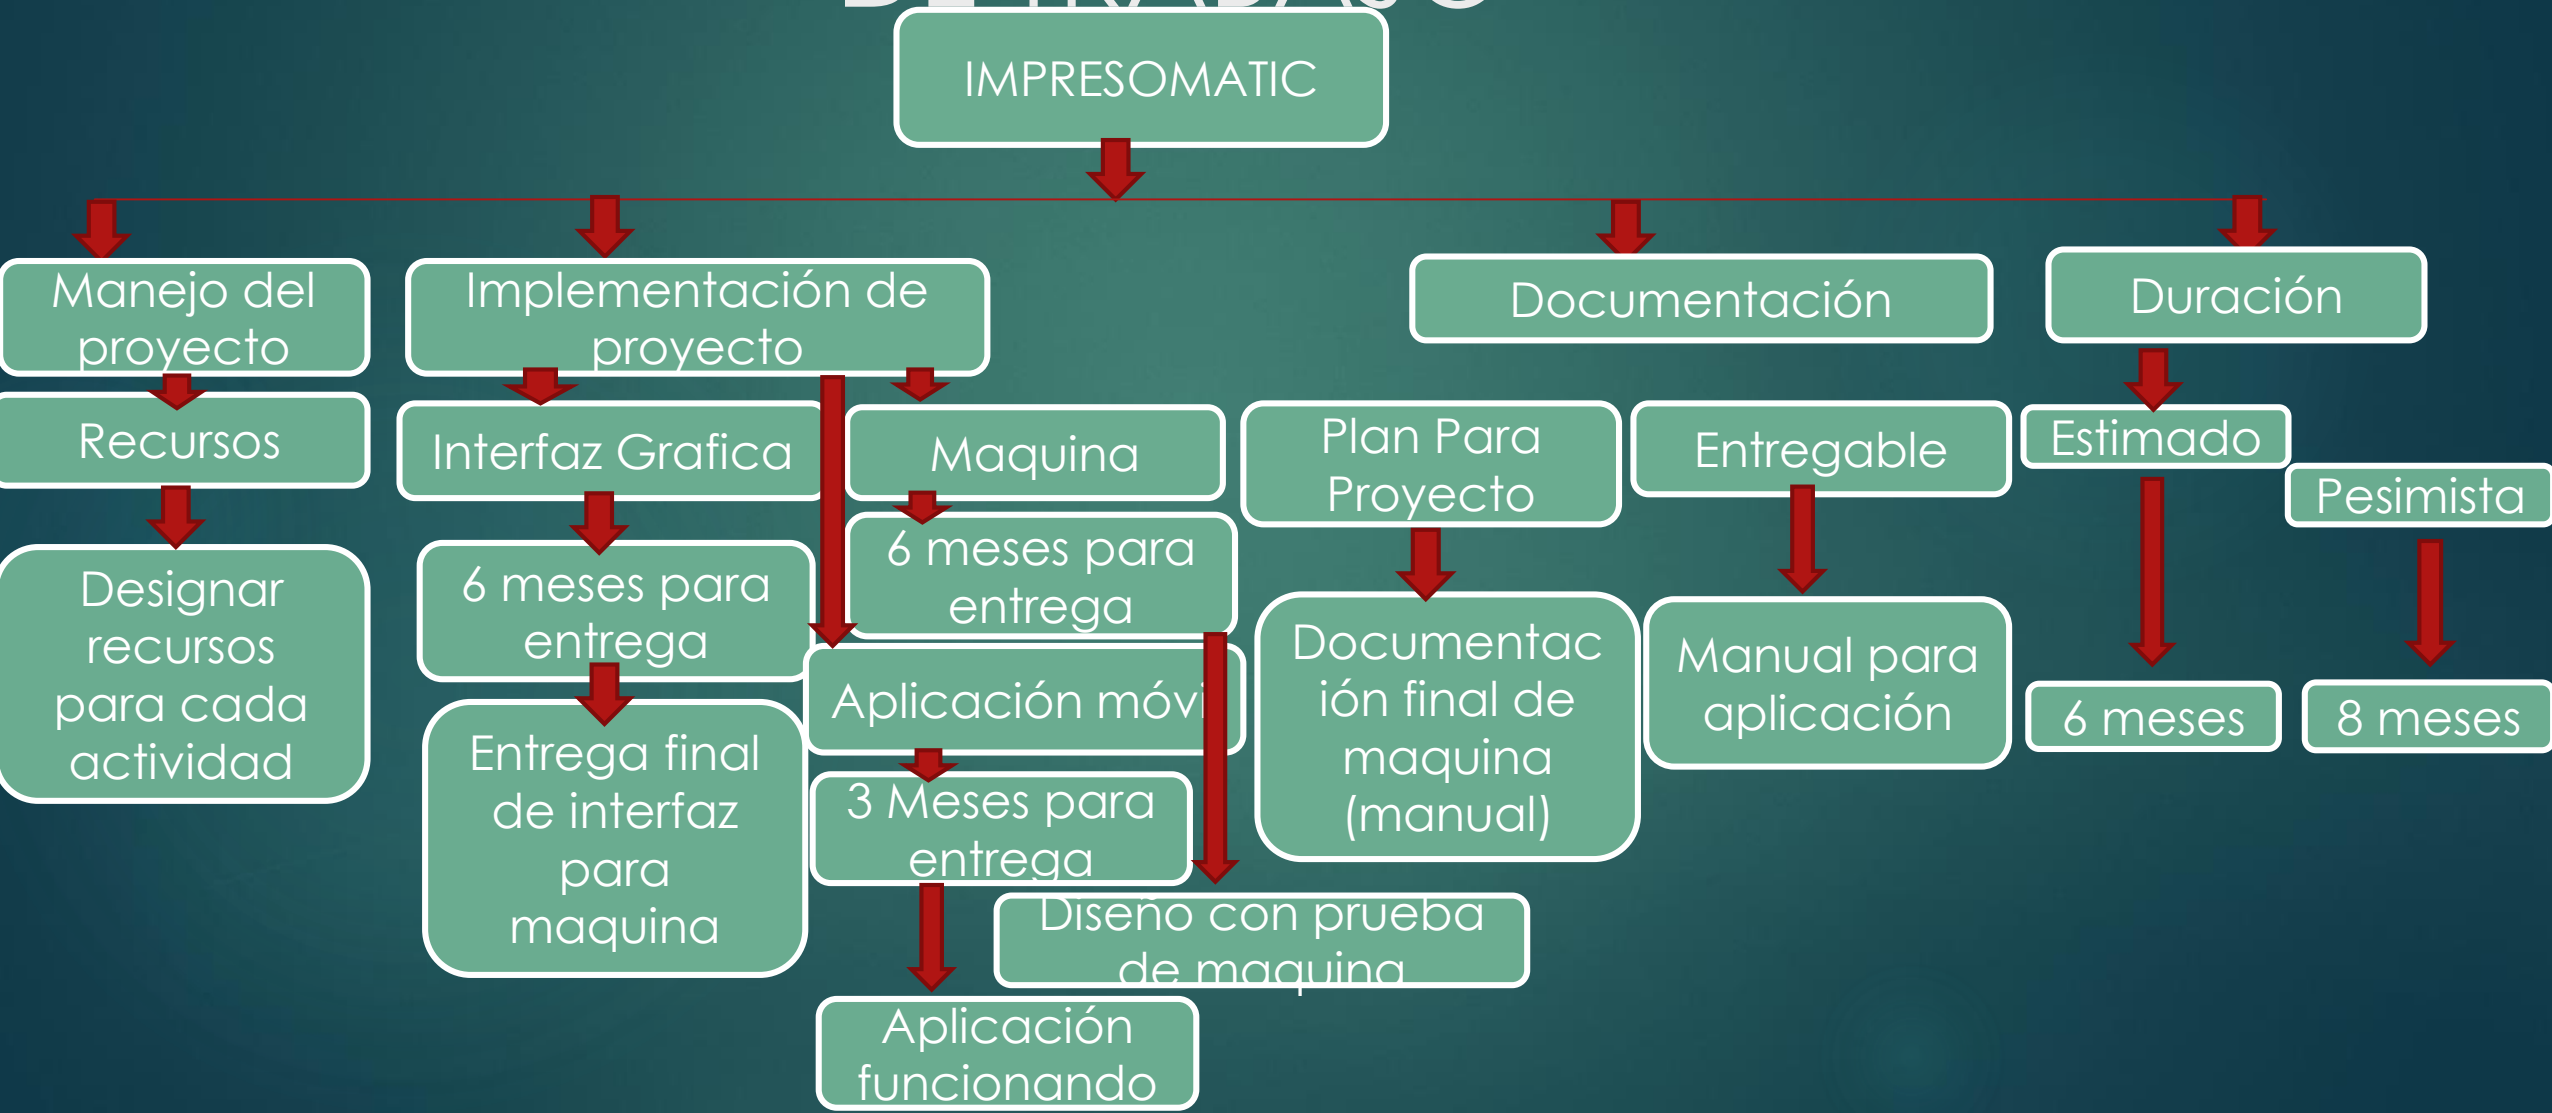 DE TRABAJO
IMPRESOMATIC
Manejo del
proyecto
Implementación de
proyecto
Documentación
Duración
Recursos
Interfaz Grafica
Maquina
Plan Para
Proyecto
Entregable
Estimado
Pesimista
Designar
recursos
para cada
actividad
6 meses para
entrega
6 meses para
entrega
Entrega final
de interfaz
para
maquina
Aplicación móvi
3 Meses para
entrega
Documentac
ión final de
maquina
(manual)
Manual para
aplicación
6 meses
8 meses
Diseño con prueba
de maquina
Aplicación
funcionando